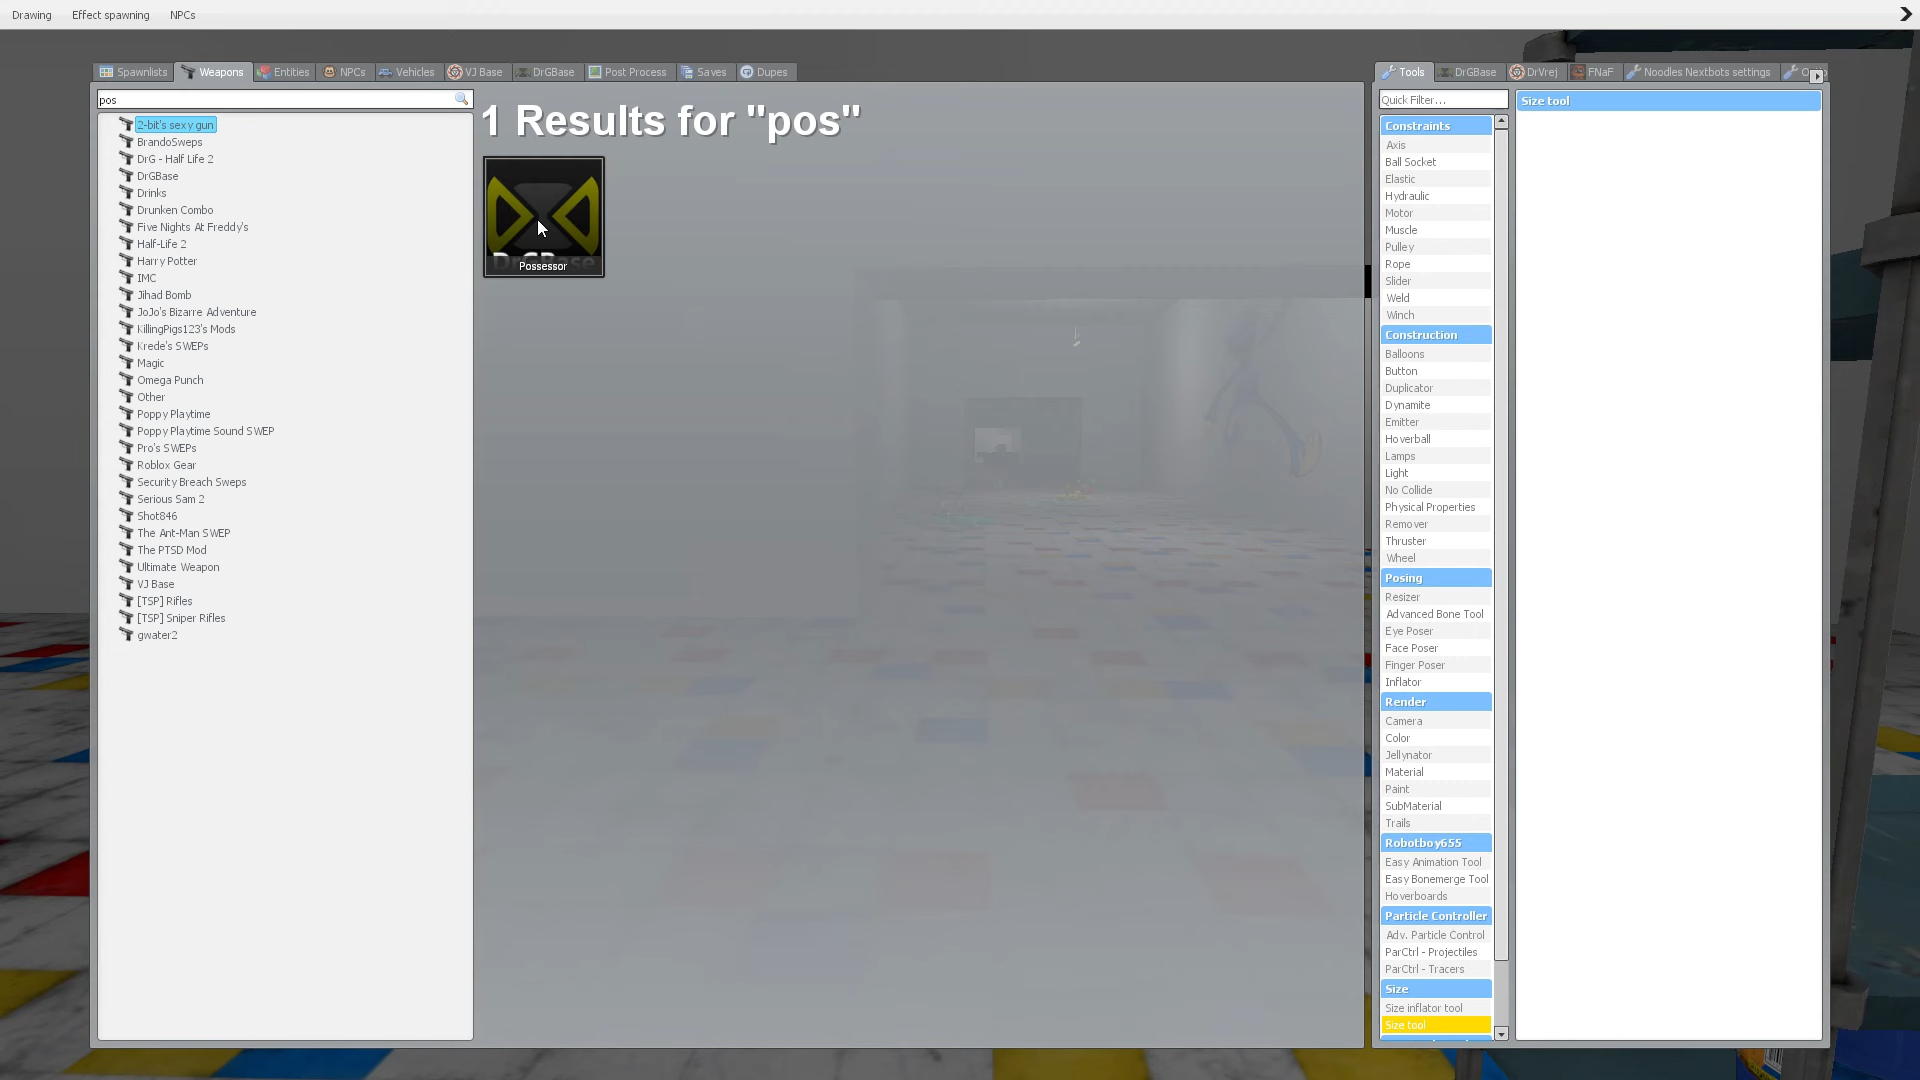 Drawing
Effect spawning
NPCs
Spawnlists
Weapons
Entities
NPCs
Vehicles
VJ Base
DrGBase
Post Process
Saves
Dupes
pos
2-bit's sexy gun
BrandoSweps
DrG - Half Life 2
DrGBase
Drinks
Drunken Combo
Five Nights At Freddy's
Half-Life 2
Harry Potter
IMC
Jihad Bomb
JoJo's Bizarre Adventure
KillingPigs123's Mods
Krede's SWEPs
Magic
Omega Punch
Other
Poppy Playtime
Poppy Playtime Sound SWEP
Pro's SWEPs
Roblox Gear
Security Breach Sweps
Serious Sam 2
Shot846
The Ant-Man SWEP
The PTSD Mod
Ultimate Weapon
VJ Base
[TSP] Rifles
[TSP] Sniper Rifles
gwater2
1 Results for "pos"
DrGBase
Possessor
Tools
DrGBase
DrVrej
FNaF
Noodles Nextbots settings
Quick Filter...
Constraints
Axis
Ball Socket
Elastic
Hydraulic
Motor
Muscle
Pulley
Rope
Slider
Weld
Winch
Construction
Balloons
Button
Duplicator
Dynamite
Emitter
Hoverball
Lamps
Light
No Collide
Physical Properties
Remover
Thruster
Wheel
Posing
Resizer
Advanced Bone Tool
Eye Poser
Face Poser
Finger Poser
Inflator
Render
Camera
Color
Jellynator
Material
Paint
SubMaterial
Trails
Robotboy655
Easy Animation Tool
Easy Bonemerge Tool
Hoverboards
Particle Controller
Adv. Particle Control
ParCtrl - Projectiles
ParCtrl - Tracers
Size
Size inflator tool
Size tool
Size tool